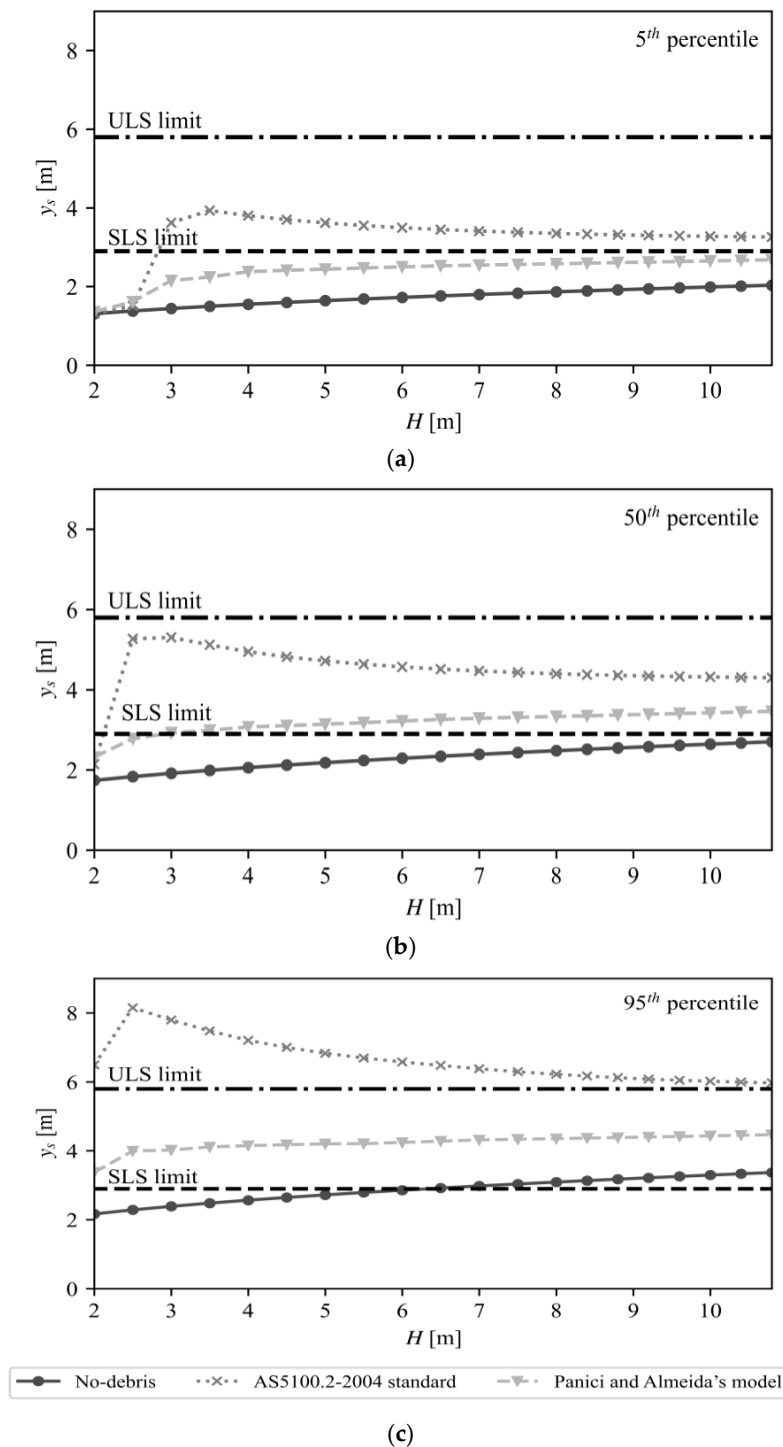 5th percentile
8
ULS limit
6
ys [m]
4
SLS limit
2
0
2 3 4 5 6 7 8 9 10
H [m]
(a)
50th percentile
8
ULS limit
6
ys [m]
4
SLS limit
2
0
2 3 4 5 6 7 8 9 10
H [m]
(b)
95th percentile
8
ULS limit
6
ys [m]
4
SLS limit
2
0
2 3 4 5 6 7 8 9 10
H [m]
No-debris AS5100.2-2004 standard Panici and Almeida's model
(c)